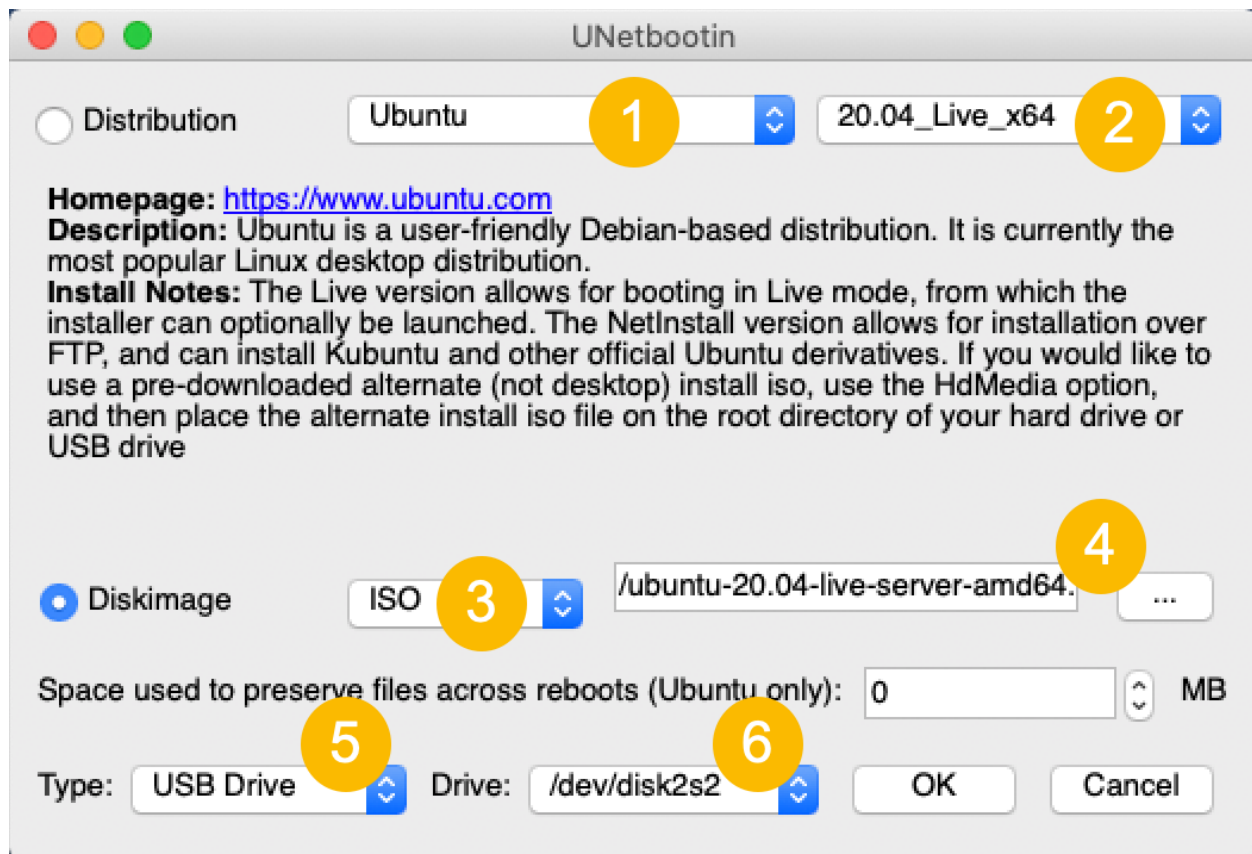 UNetbootin
Distribution Ubuntu 1 20.04_Live_x64 2
Homepage: https://www.ubuntu.com
Description: Ubuntu is a user-friendly Debian-based distribution. It is currently the
most popular Linux desktop distribution.
Install Notes: The Live version allows for booting in Live mode, from which the
installer can optionally be launched. The NetInstall version allows for installation over
FTP, and can install Kubuntu and other official Ubuntu derivatives. If you would like to
use a pre-downloaded alternate (not desktop) install iso, use the HdMedia option,
and then place the alternate install iso file on the root directory of your hard drive or
USB drive
4
Diskimage ISO 3 /ubuntu-20.04-live-server-amd64. ...
Space used to preserve files across reboots (Ubuntu only): 0 MB
5 6
Type: USB Drive Drive: /dev/disk2s2 OK Cancel